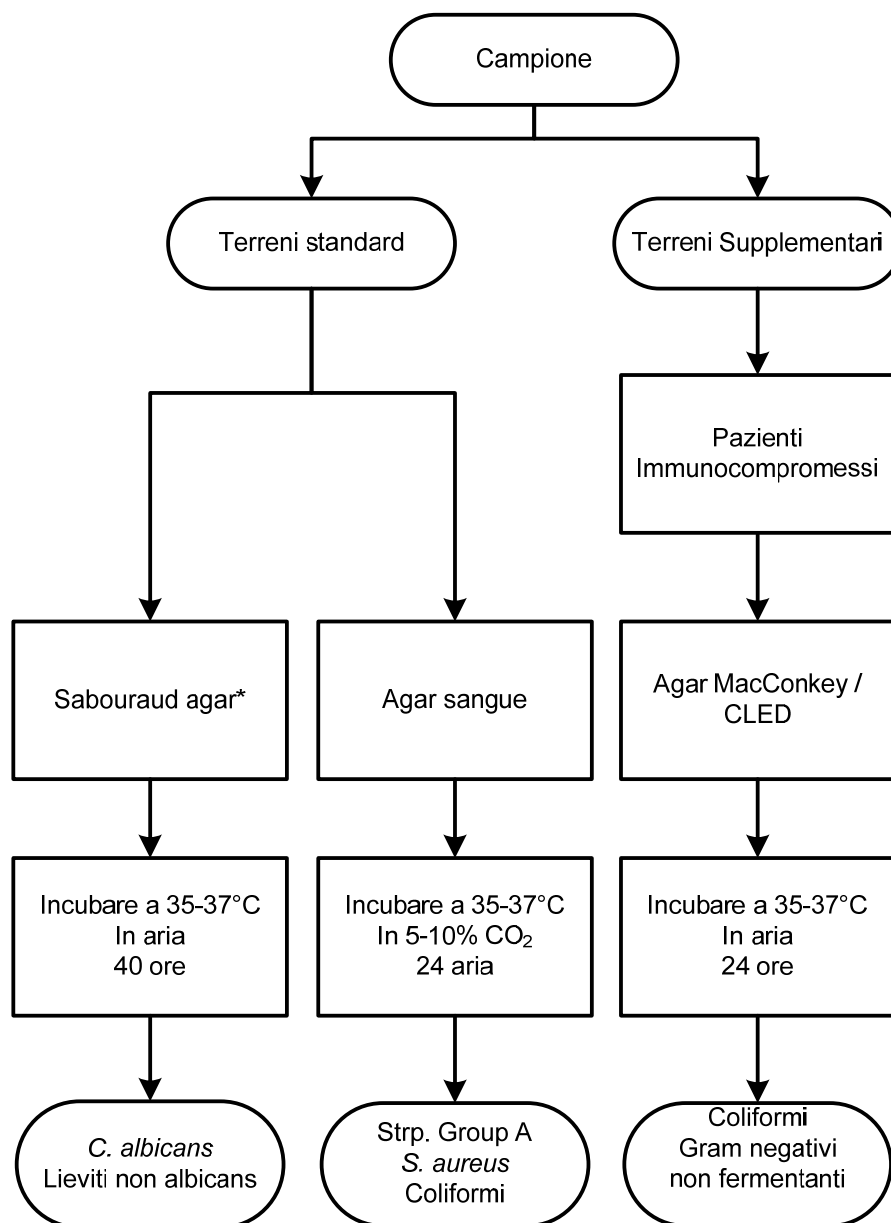 Campione
Terreni standard
Terreni Supplementari
Pazienti
Immunocompromessi
Sabouraud agar*
Agar sangue
Agar MacConkey /
CLED
Incubare a 35-37°C
In aria
40 ore
Incubare a 35-37°C
In 5-10% CO₂
24 aria
Incubare a 35-37°C
In aria
24 ore
C. albicans
Lieviti non albicans
Strp. Group A
S. aureus
Coliformi
Coliformi
Gram negativi
non fermentanti